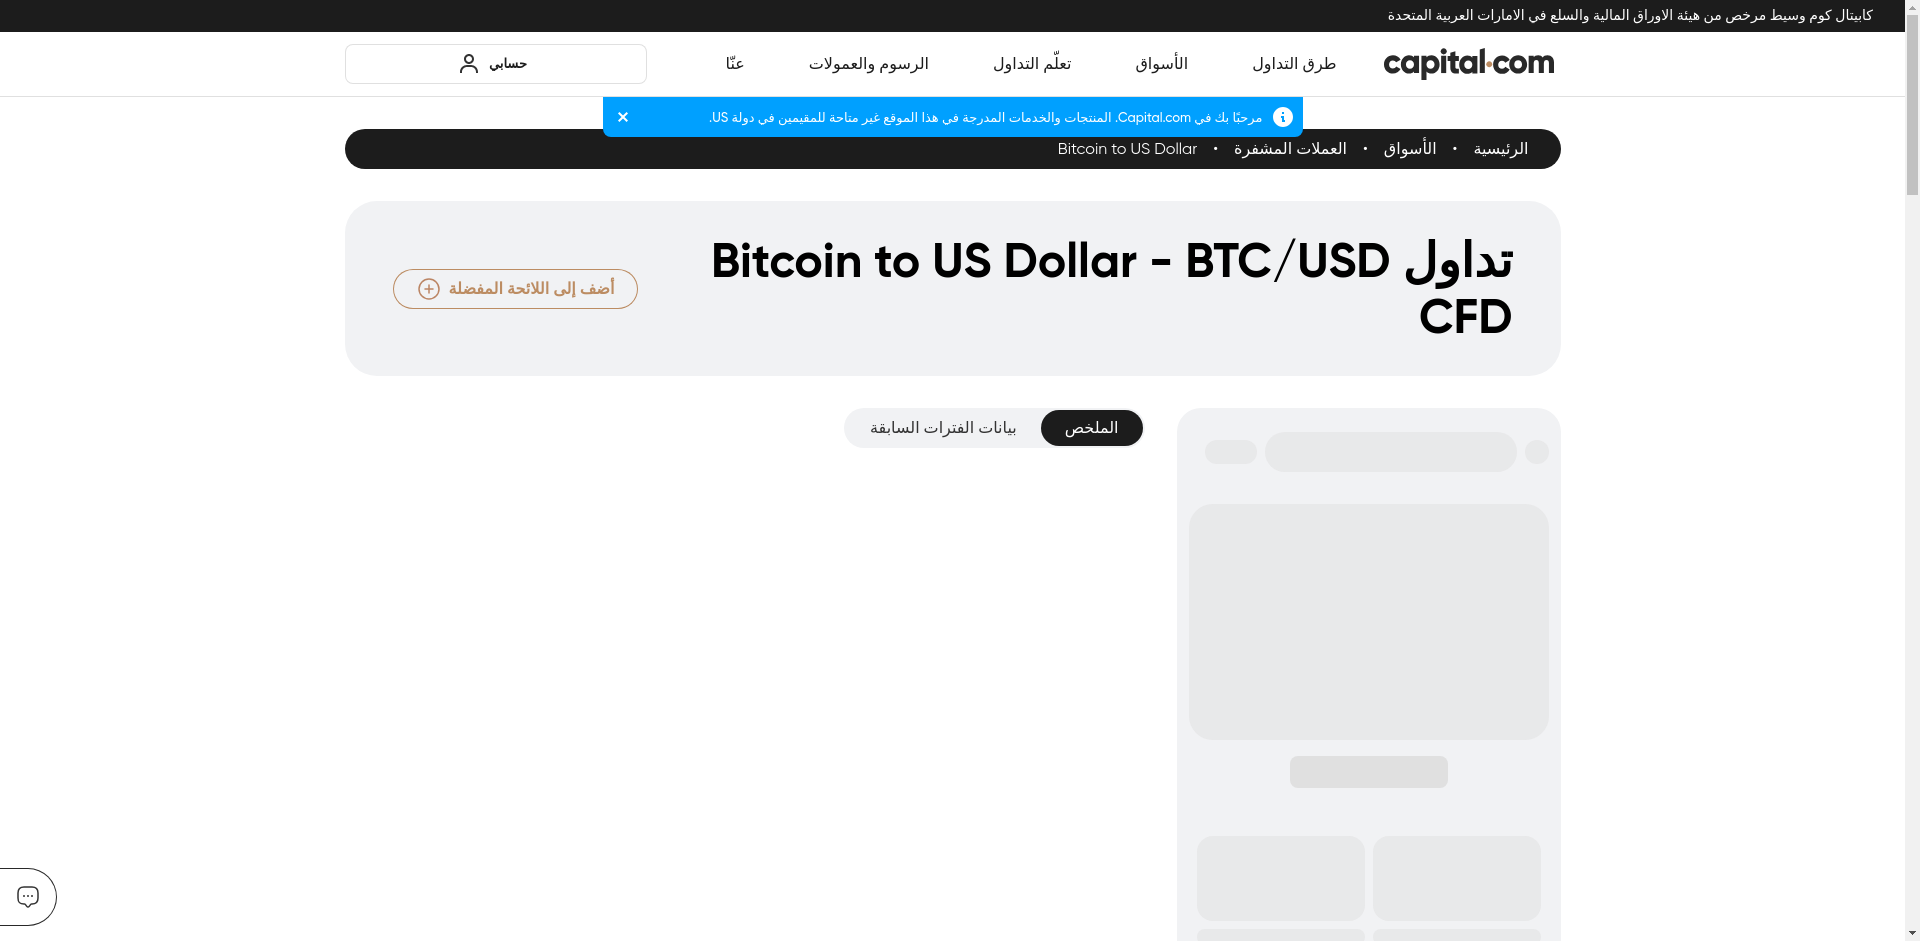 كابيتال كوم وسيط مرخص من هيئة الاوراق المالية والسلع في الامارات العربية المتحدة
capital.com
طرق التداول
الأسواق
تعلّم التداول
الرسوم والعمولات
عنّا
حسابي
مرحبًا بك في Capital.com. المنتجات والخدمات المدرجة في هذا الموقع غير متاحة للمقيمين في دولة US.
الرئيسية • الأسواق • العملات المشفرة • Bitcoin to US Dollar
تداول Bitcoin to US Dollar - BTC/USD
CFD
أضف إلى اللائحة المفضلة
الملخص
بيانات الفترات السابقة